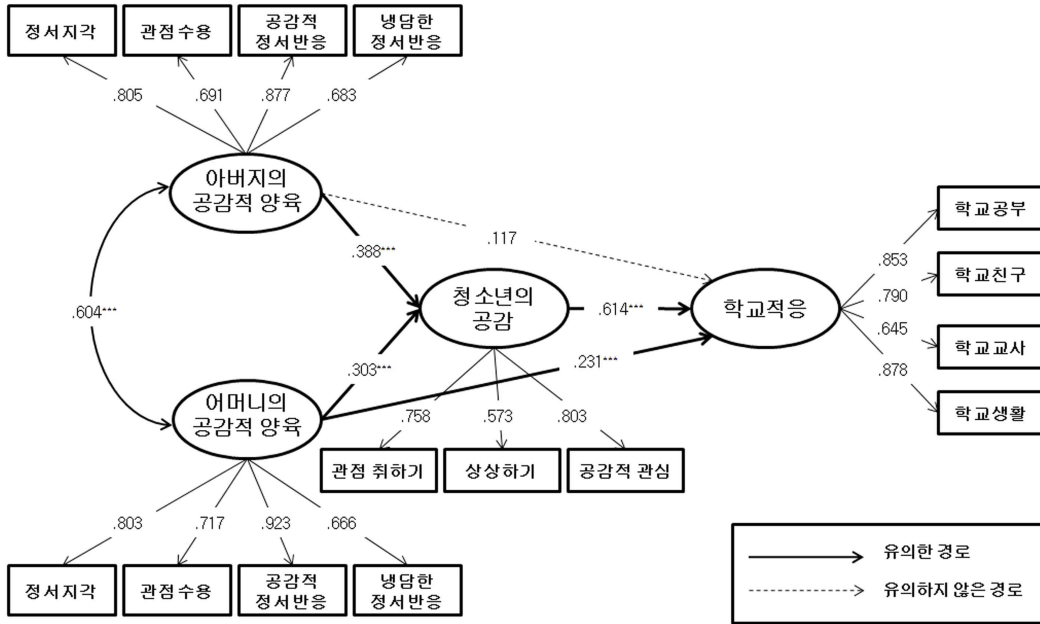 정서지각
관점수용
공감적
정서반응
냉담한
정서반응
.805
.691
.877
.683
아버지의
공감적 양육
.117
.388***
학교공부
.853
학교친구
.790
청소년의
공감
.614***
학교적응
.604***
.645
학교교사
.303***
.231***
.878
학교생활
어머니의
공감적 양육
.758
.573
.803
관점 취하기
상상하기
공감적 관심
.803
.717
.923
.666
정서지각
관점수용
공감적
정서반응
냉담한
정서반응
유의한 경로
유의하지 않은 경로